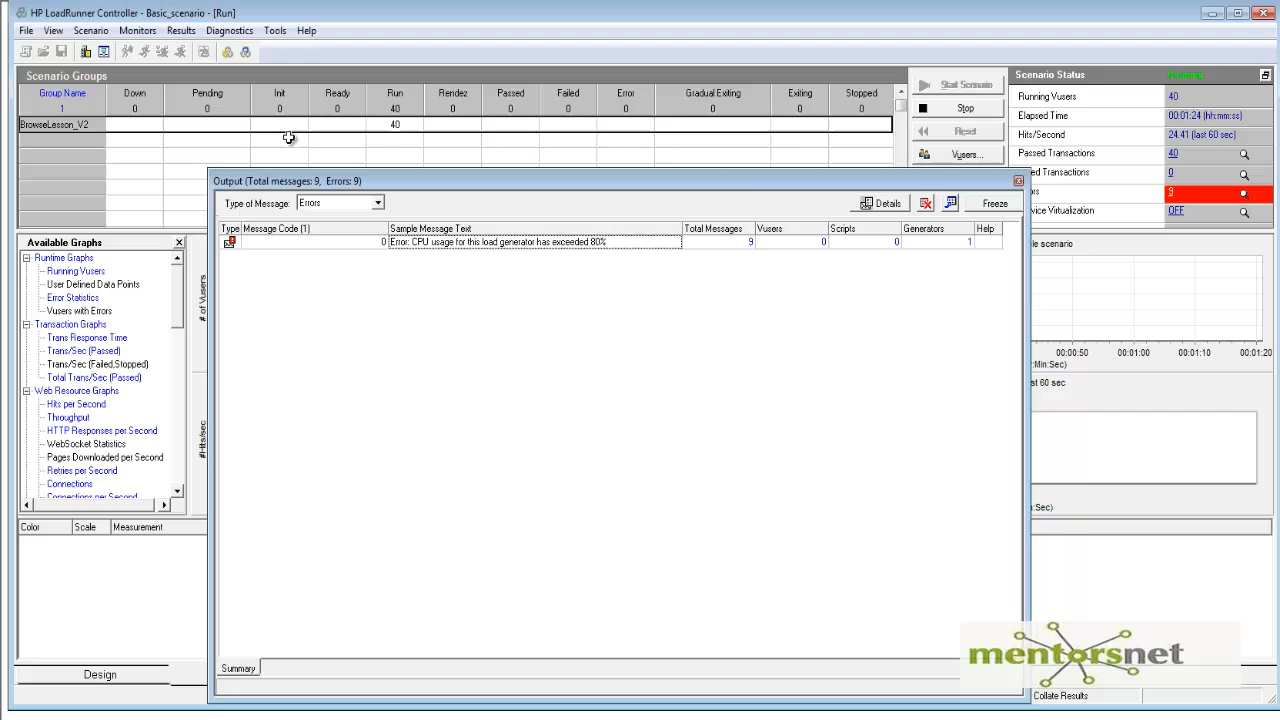 HP LoadRunner Controller - Basic_scenario - [Run]
File View Scenario Monitors Results Diagnostics Tools Help
Scenario Groups
Group Name Down Pending Ready Run Rendez Passed Failed Error Gradual Exiting Exiting Stopped
1 0 0 0 0 40 0 0 0 0 0 0 0
BrowseLesson_V2 40
Start Scenario
Stop
Reset
Vusers...
Scenario Status
Running Vusers 40
Elapsed Time 00:01:24 (hh:mm:ss)
Hits/Second 24.41 (last 60 sec)
Passed Transactions 40
ed Transactions 0
ors 9
vice Virtualization OFF
Output (Total messages: 9, Errors: 9)
Type of Message: Errors Details Freeze
Type Message Code (1) Sample Message Text Total Messages Vusers Scripts Generators Help
0 Error: CPU usage for this load generator has exceeded 80% 9 0 0 1
Available Graphs
Runtime Graphs
Running Vusers
User Defined Data Points
Error Statistics
Vusers with Errors
Transaction Graphs
Trans Response Time
Trans/Sec (Passed)
Trans/Sec (Failed,Stopped)
Total Trans/Sec (Passed)
Web Resource Graphs
Hits per Second
Throughput
HTTP Responses per Second
WebSocket Statistics
Pages Downloaded per Second
Retries per Second
Connections
Connections per Second
# of Vusers
#Hits/sec
le scenario
00:00:50 00:01:00 00:01:10 00:01:20
:Min:Sec)
st 60 sec
n:Sec)
Color Scale Measurement
Summary
Design
mentorsnet
Collate Results